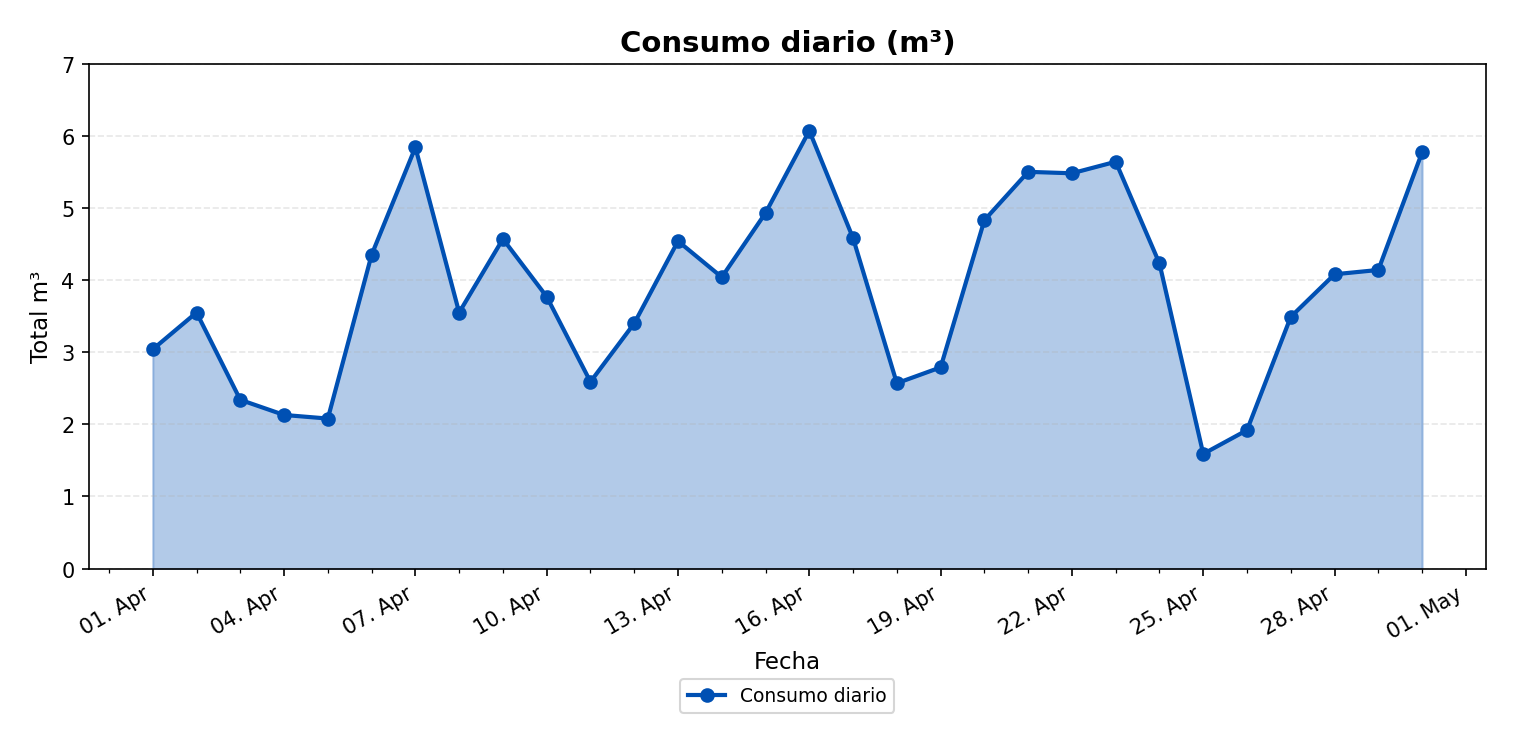 Consumo diario (m³)
7
6
5
4
3
2
1
0
Total m³
01. Apr
04. Apr
07. Apr
10. Apr
13. Apr
16. Apr
19. Apr
22. Apr
25. Apr
28. Apr
01. May
Fecha
Consumo diario